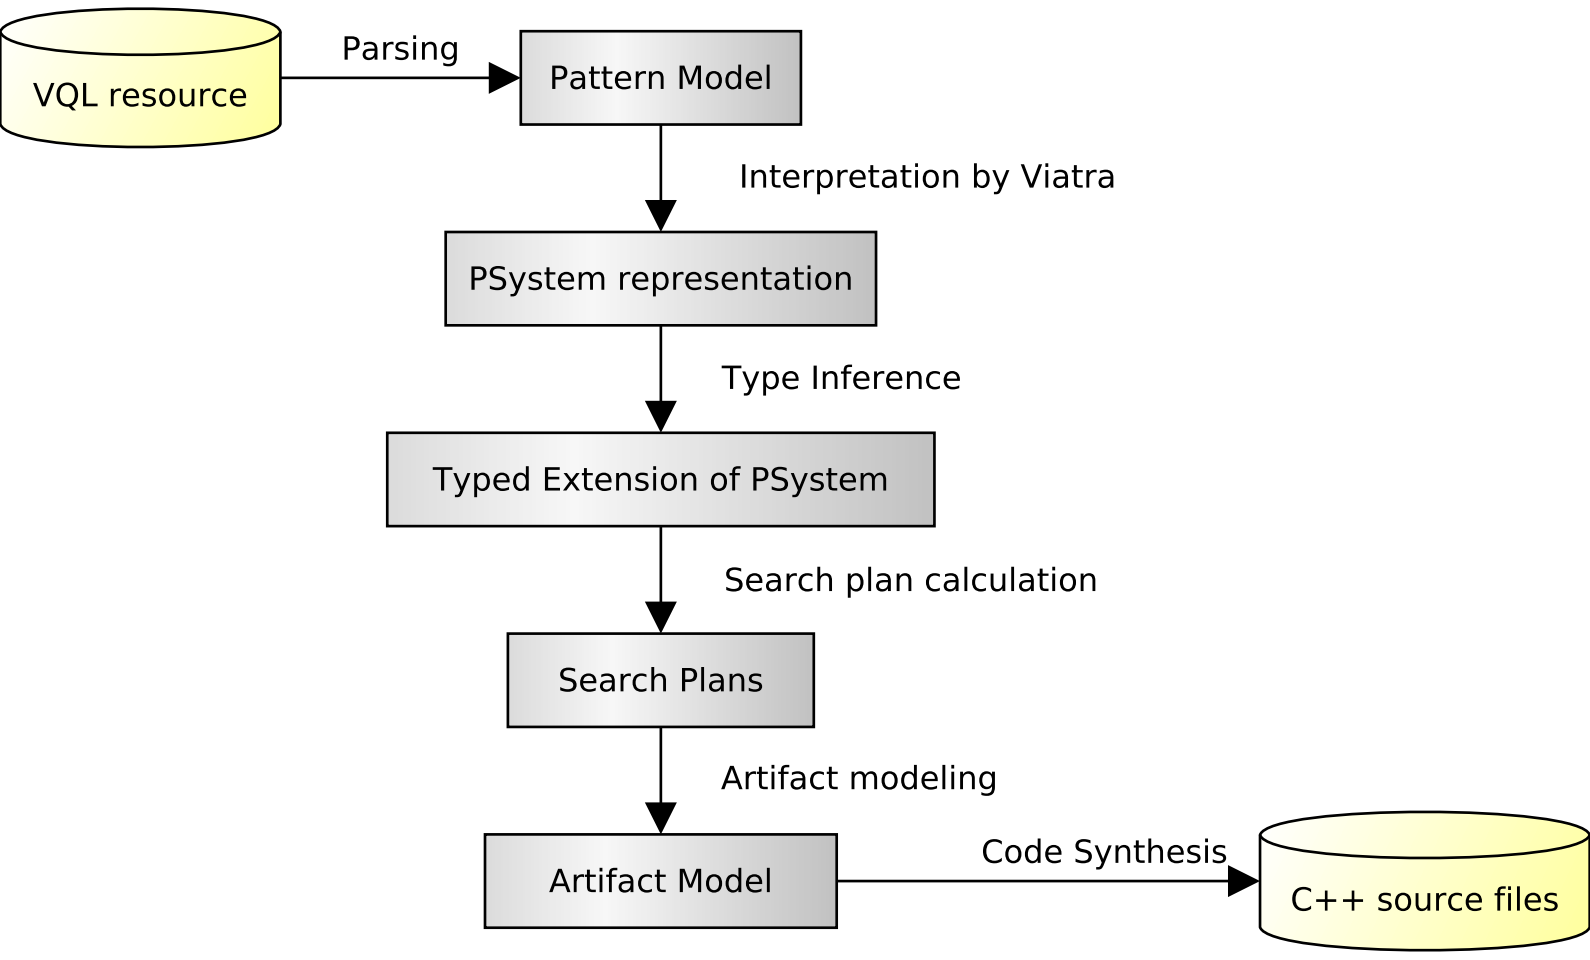 VQL resource
Parsing
Pattern Model
Interpretation by Viatra
PSystem representation
Type Inference
Typed Extension of PSystem
Search plan calculation
Search Plans
Artifact modeling
Artifact Model
Code Synthesis
C++ source files